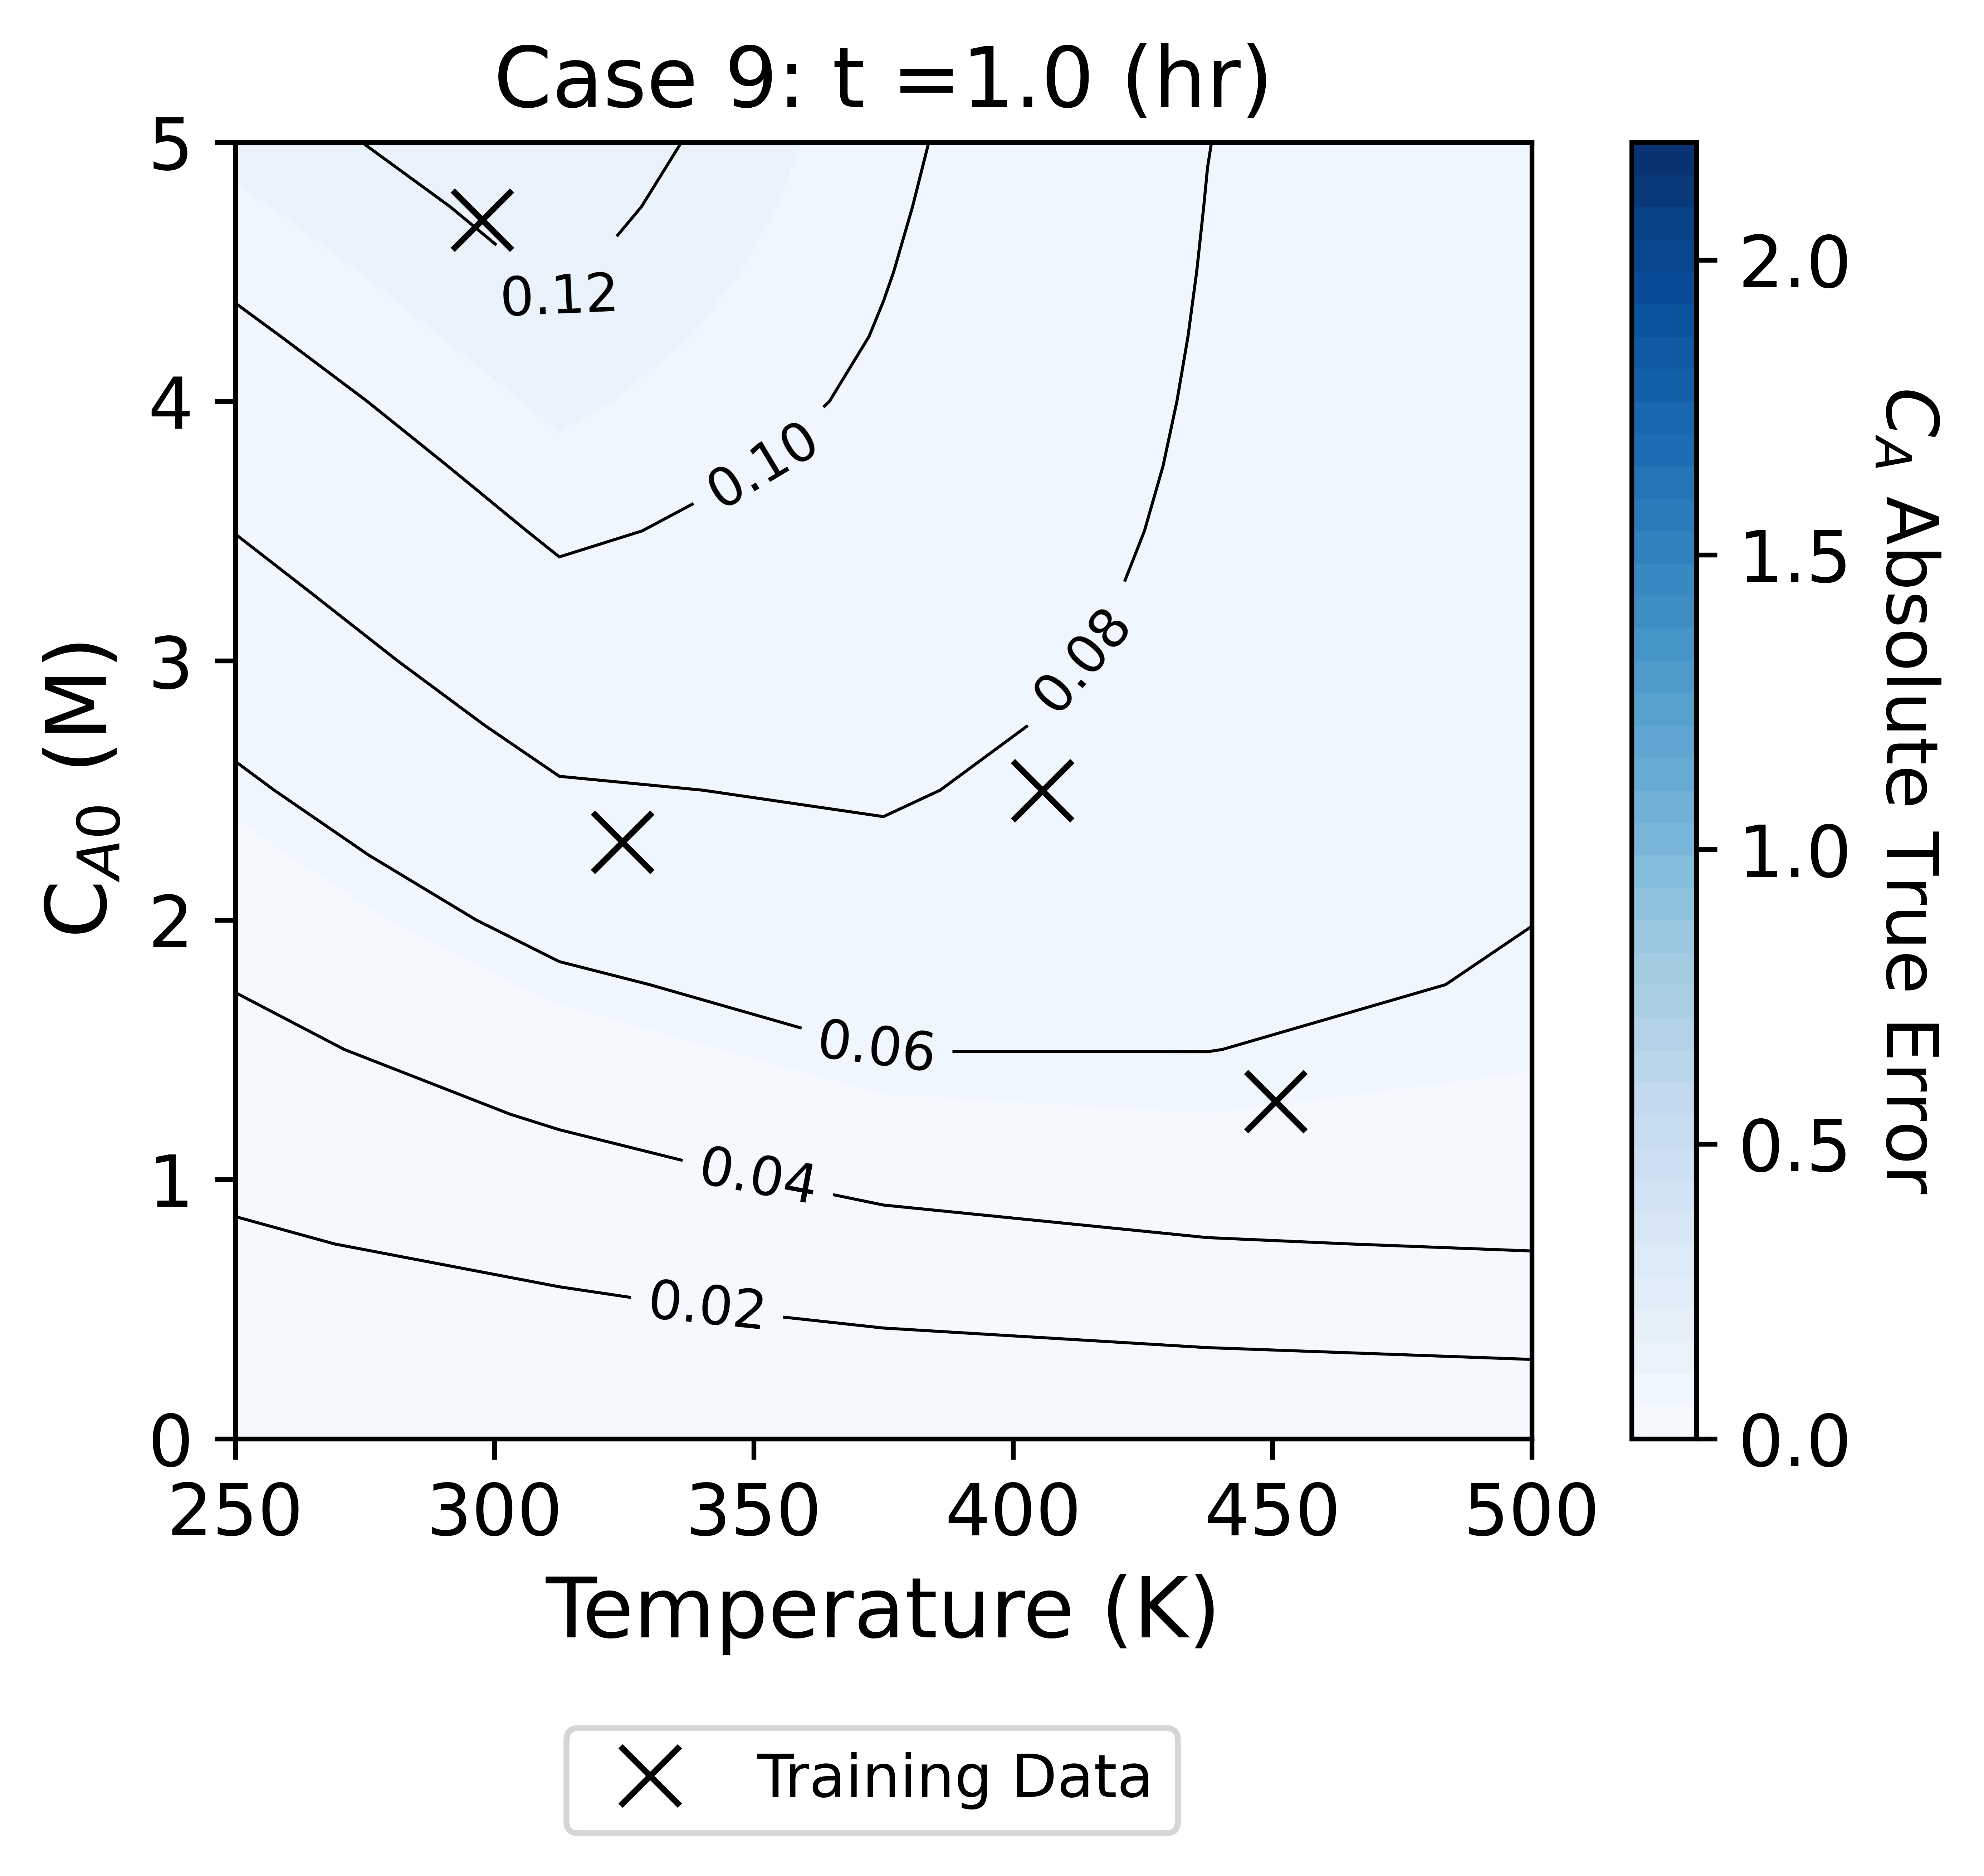 Case 9: t =1.0 (hr)
5
4
3
2
1
0
C_{A0} (M)
0.12
0.10
0.08
0.06
0.04
0.02
250 300 350 400 450 500
Temperature (K)
2.0
1.5
1.0
0.5
0.0
C_A Absolute True Error
Training Data